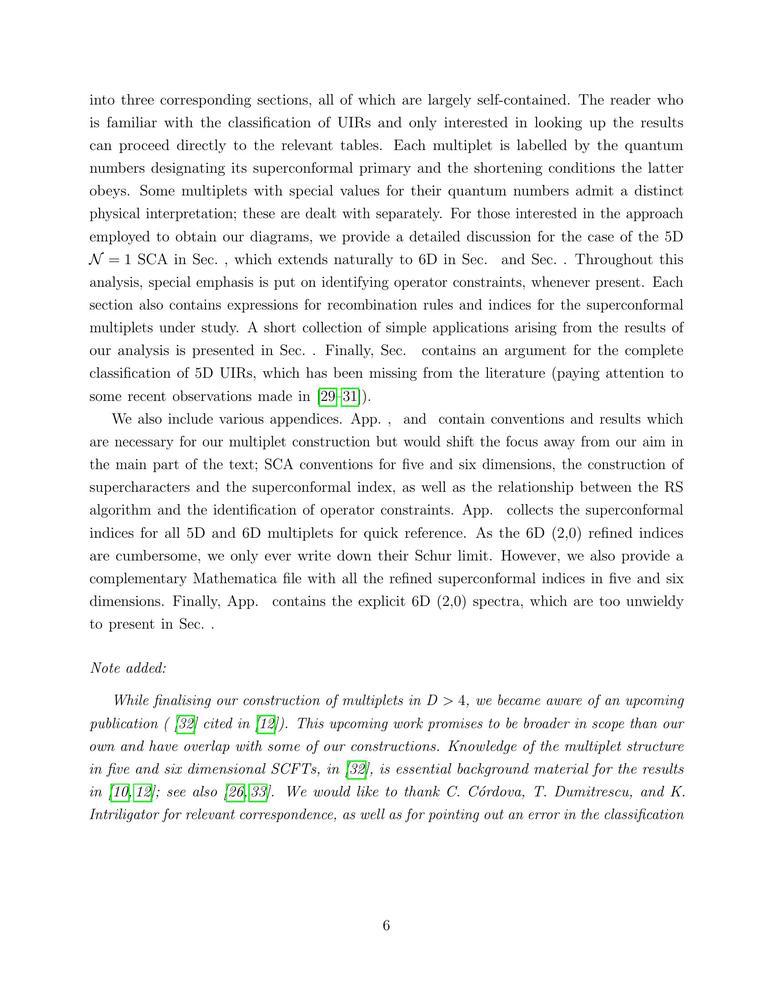 into three corresponding sections, all of which are largely self-contained. The reader who
is familiar with the classification of UIRs and only interested in looking up the results
can proceed directly to the relevant tables. Each multiplet is labelled by the quantum
numbers designating its superconformal primary and the shortening conditions the latter
obeys. Some multiplets with special values for their quantum numbers admit a distinct
physical interpretation; these are dealt with separately. For those interested in the approach
employed to obtain our diagrams, we provide a detailed discussion for the case of the 5D
𝒩 = 1 SCA in Sec. , which extends naturally to 6D in Sec. and Sec. . Throughout this
analysis, special emphasis is put on identifying operator constraints, whenever present. Each
section also contains expressions for recombination rules and indices for the superconformal
multiplets under study. A short collection of simple applications arising from the results of
our analysis is presented in Sec. . Finally, Sec. contains an argument for the complete
classification of 5D UIRs, which has been missing from the literature (paying attention to
some recent observations made in [29–31]).
We also include various appendices. App. , and contain conventions and results which
are necessary for our multiplet construction but would shift the focus away from our aim in
the main part of the text; SCA conventions for five and six dimensions, the construction of
supercharacters and the superconformal index, as well as the relationship between the RS
algorithm and the identification of operator constraints. App. collects the superconformal
indices for all 5D and 6D multiplets for quick reference. As the 6D (2,0) refined indices
are cumbersome, we only ever write down their Schur limit. However, we also provide a
complementary Mathematica file with all the refined superconformal indices in five and six
dimensions. Finally, App. contains the explicit 6D (2,0) spectra, which are too unwieldy
to present in Sec. .
Note added:
While finalising our construction of multiplets in D > 4, we became aware of an upcoming
publication ( [32] cited in [12]). This upcoming work promises to be broader in scope than our
own and have overlap with some of our constructions. Knowledge of the multiplet structure
in five and six dimensional SCFTs, in [32], is essential background material for the results
in [10,12]; see also [26,33]. We would like to thank C. Córdova, T. Dumitrescu, and K.
Intriligator for relevant correspondence, as well as for pointing out an error in the classification
6